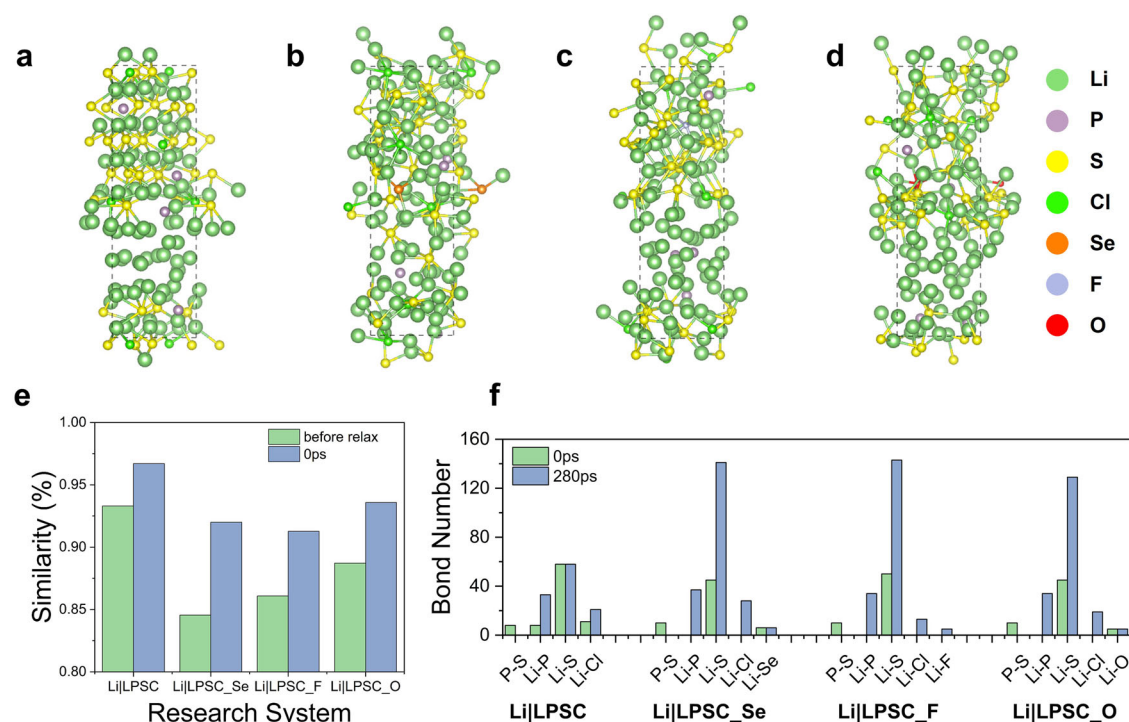 a b c d
Li
P
S
Cl
Se
F
O
e
Similarity (%)
1.00
0.95
0.90
0.85
0.80
before relax
0ps
Li|LPSC Li|LPSC_Se Li|LPSC_F Li|LPSC_O
Research System
f
Bond Number
160
120
80
40
0
0ps
280ps
P-S Li-P Li-S Li-Cl P-S Li-P Li-S Li-Cl Li-Se P-S Li-P Li-S Li-Cl Li-F P-S Li-P Li-S Li-Cl Li-O
Li|LPSC Li|LPSC_Se Li|LPSC_F Li|LPSC_O